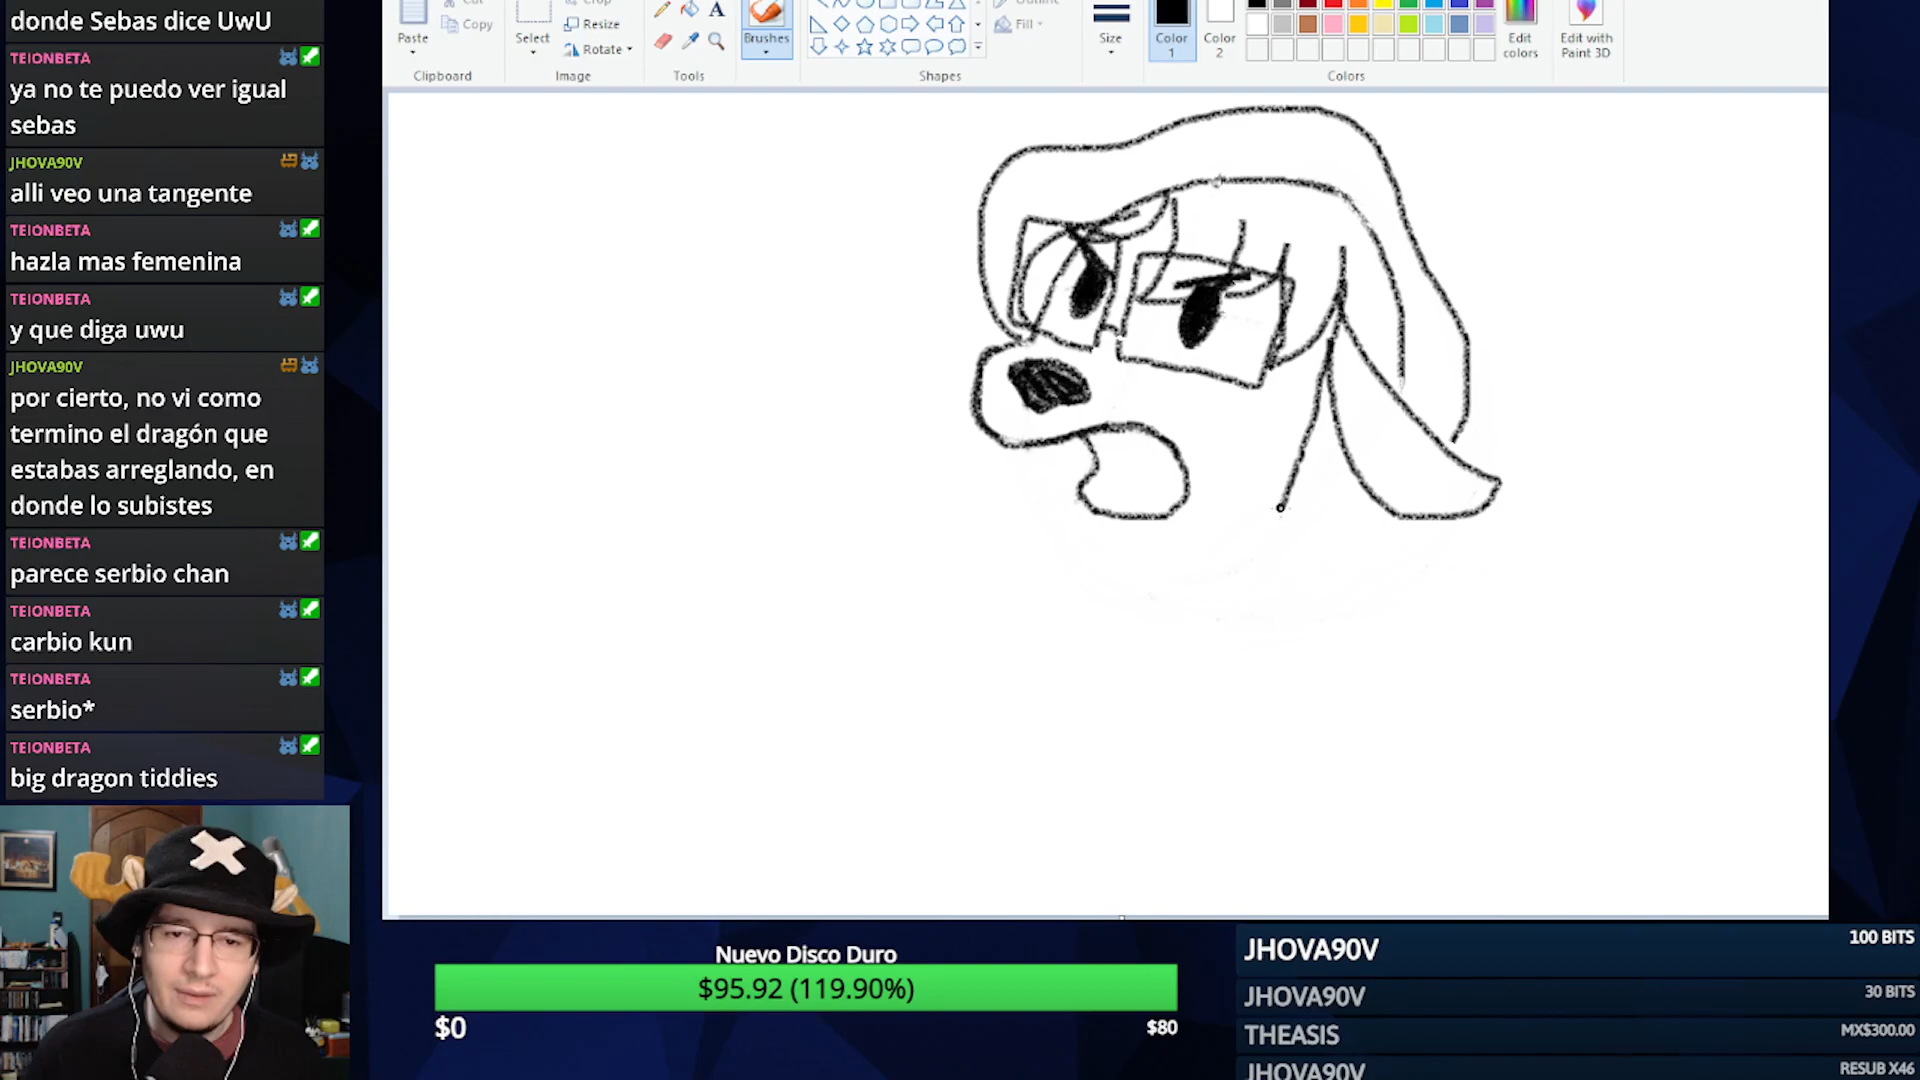 donde Sebas dice UwU
TEIONBETA
ya no te puedo ver igual
sebas
JHOVA90V
alli veo una tangente
TEIONBETA
hazla mas femenina
TEIONBETA
y que diga uwu
JHOVA90V
por cierto, no vi como
termino el dragón que
estabas arreglando, en
donde lo subistes
TEIONBETA
parece serbio chan
TEIONBETA
carbio kun
TEIONBETA
serbio*
TEIONBETA
big dragon tiddies
Cut
Copy
Paste
Clipboard
Crop
Resize
Rotate
Select
Image
A
Tools
Brushes
Outline
Fill
Shapes
Size
Color
1
Color
2
Edit
colors
Edit with
Paint 3D
Colors
Nuevo Disco Duro
$95.92 (119.90%)
$0
$80
JHOVA90V
100 BITS
JHOVA90V
30 BITS
THEASIS
MX$300.00
JHOVA90V
RESUB X46